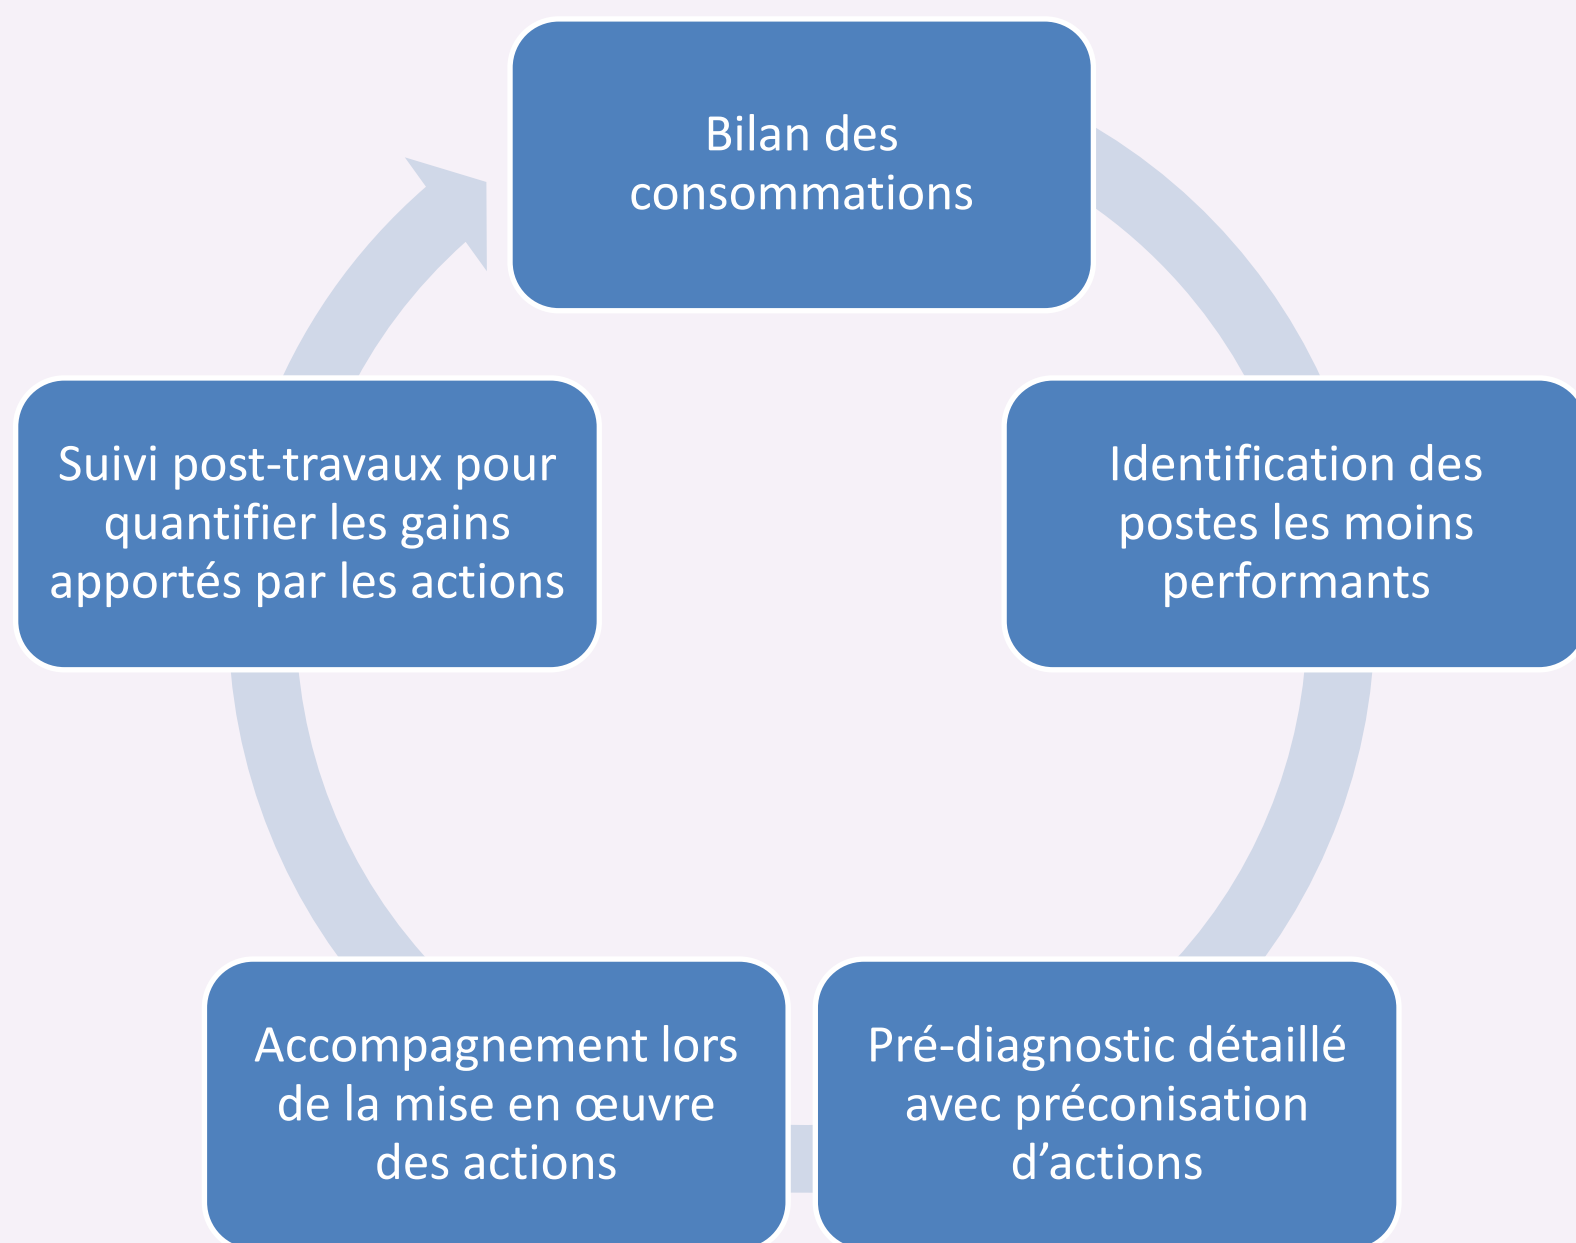 Bilan des
consommations
Identification des
postes les moins
performants
Pré-diagnostic détaillé
avec préconisation
d’actions
Accompagnement lors
de la mise en œuvre
des actions
Suivi post-travaux pour
quantifier les gains
apportés par les actions